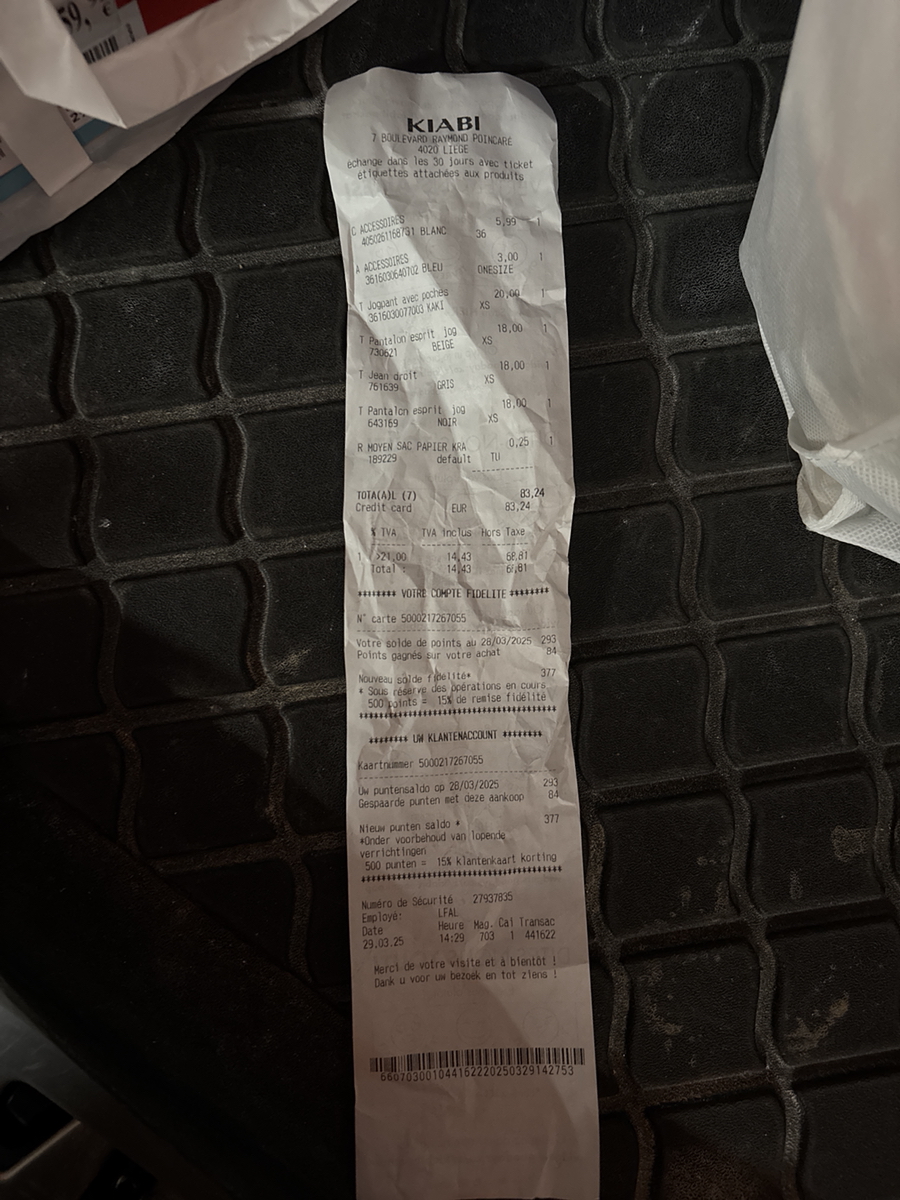 59,
€
KIABI
7 BOULEVARD RAYMOND POINCARE
4020 LIEGE
échange dans les 30 jours avec ticket
étiquettes attachées aux produits
C ACCESSOIRES 5,99 1
4050261168731 BLANC 36
A ACCESSOIRES 3,00 1
3616030640702 BLEU ONESIZE
T Jogpant avec poches 20,00 1
3616030077003 KAKI XS
T Pantalon esprit jog 18,00 1
730621 BEIGE XS
T Jean droit 18,00 1
761639 GRIS XS
T Pantalon esprit jog 18,00 1
643169 NOIR XS
R MOYEN SAC PAPIER KRA 0,25 1
189229 default TU
TOTA(A)L (7) 83,24
Credit card EUR 83,24
% TVA TVA inclus Hors Taxe
1 >21,00 14,43 68,81
Total : 14,43 68,81
******** VOTRE COMPTE FIDELITE ********
N° carte 5000217267055
Votre solde de points au 28/03/2025 293
Points gagnés sur votre achat 84
Nouveau solde fidélité* 377
* Sous réserve des opérations en cours
500 points = 15% de remise fidélité
****************************************
******** UW KLANTENACCOUNT ********
Kaartnummer 5000217267055
Uw puntensaldo op 28/03/2025 293
Gespaarde punten met deze aankoop 84
Nieuw punten saldo * 377
*Onder voorbehoud van lopende
verrichtingen
500 punten = 15% klantenkaart korting
****************************************
Numéro de Sécurité 27937835
Employé: LFAL
Date Heure Mag. Cai Transac
29.03.25 14:29 703 1 441622
Merci de votre visite et à bientôt !
Dank u voor uw bezoek en tot ziens !
660703001044162220250329142753